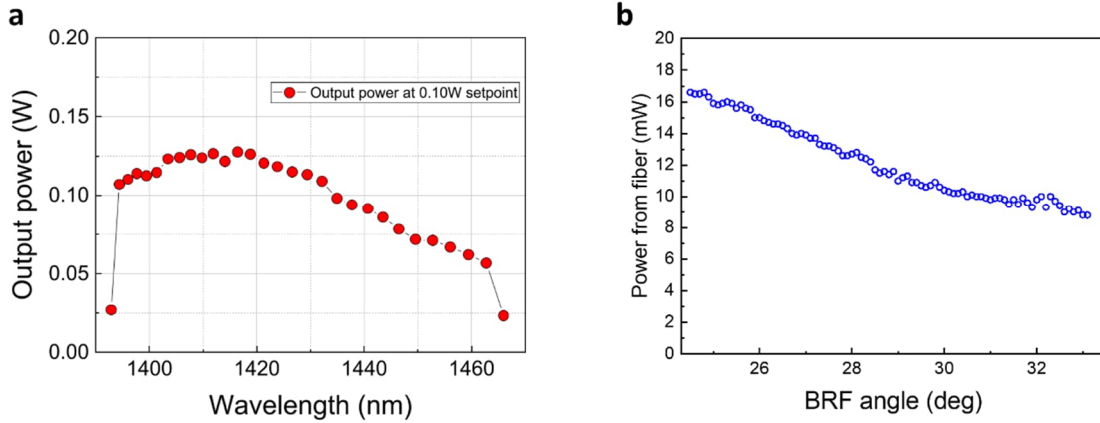 a
0.20
0.15
0.10
0.05
0.00
Output power (W)
Output power at 0.10W setpoint
1400 1420 1440 1460
Wavelength (nm)
b
20
18
16
14
12
10
8
6
4
2
0
Power from fiber (mW)
26 28 30 32
BRF angle (deg)